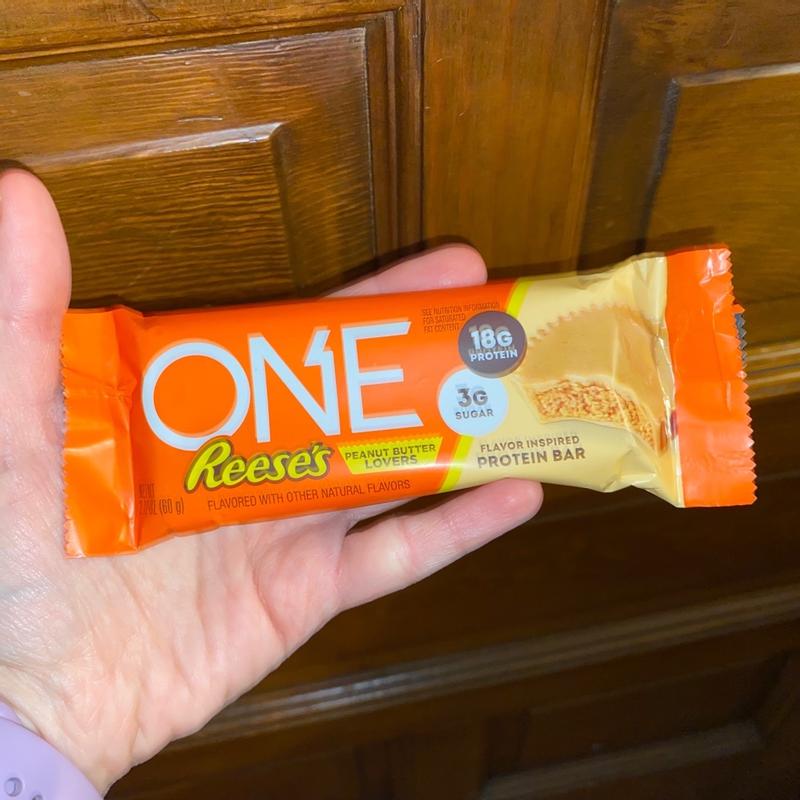 ONE
SEE NUTRITION INFORMATION
FOR SATURATED
FAT CONTENT
18G
PROTEIN
3G
SUGAR
Reese's
PEANUT BUTTER
LOVERS
FLAVOR INSPIRED
PROTEIN BAR
FLAVORED WITH OTHER NATURAL FLAVORS
(60 g)